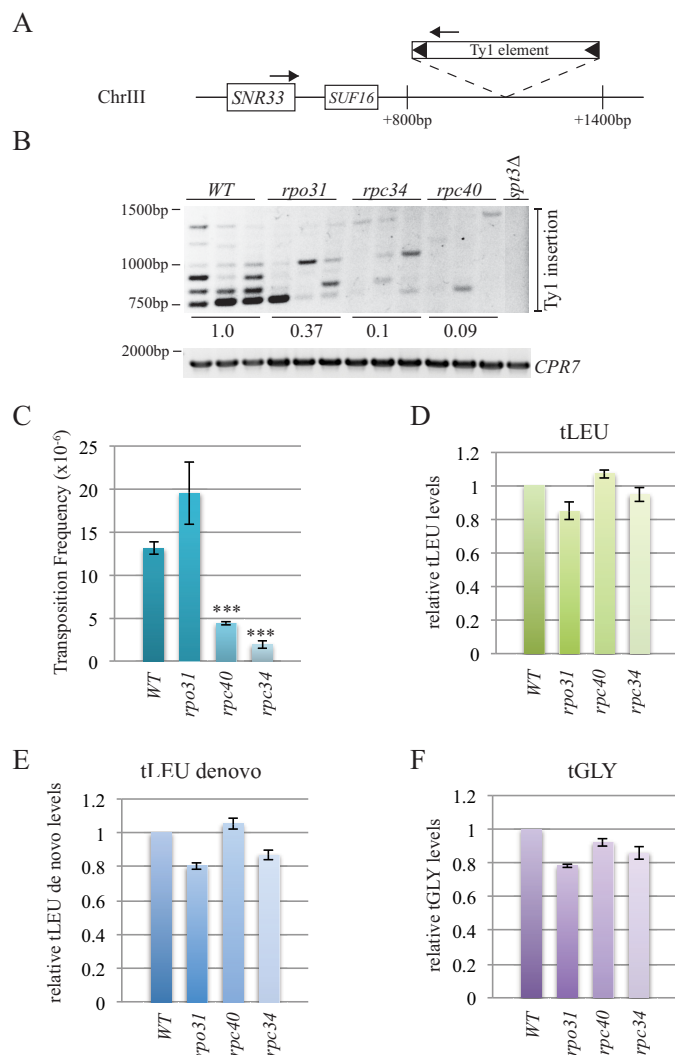 A
Ty1 element
ChrIII
SNR33
SUF16
+800bp
+1400bp
B
WT rpo31 rpc34 rpc40 spt3Δ
1500bp
1000bp
750bp
Ty1 insertion
1.0 0.37 0.1 0.09
2000bp
CPR7
C
Transposition Frequency (x10⁻⁶)
25
20
15
10
5
0
***
***
WT rpo31 rpc40 rpc34
D
tLEU
relative tLEU levels
1.2
1
0.8
0.6
0.4
0.2
0
WT rpo31 rpc40 rpc34
E
tLEU denovo
relative tLEU de novo levels
1.2
1
0.8
0.6
0.4
0.2
0
WT rpo31 rpc40 rpc34
F
tGLY
relative tGLY levels
1.2
1
0.8
0.6
0.4
0.2
0
WT rpo31 rpc40 rpc34